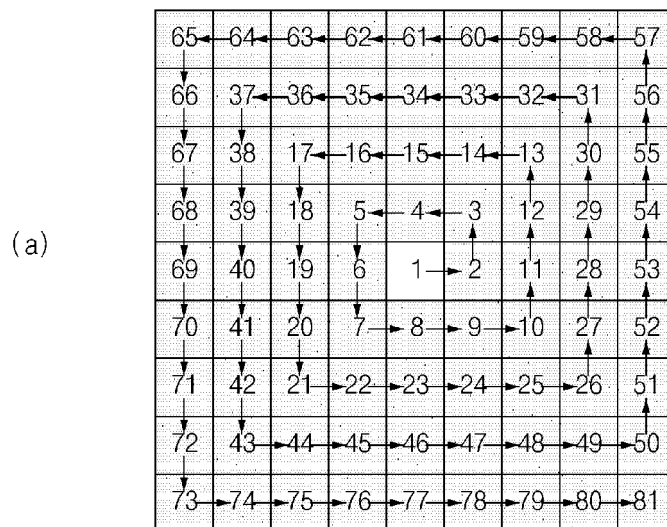 65 64 63 62 61 60 59 58 57
66 37 36 35 34 33 32 31 56
67 38 17 16 15 14 13 30 55
68 39 18 5 4 3 12 29 54
(a)
69 40 19 6 1 2 11 28 53
70 41 20 7 8 9 10 27 52
71 42 21 22 23 24 25 26 51
72 43 44 45 46 47 48 49 50
73 74 75 76 77 78 79 80 81